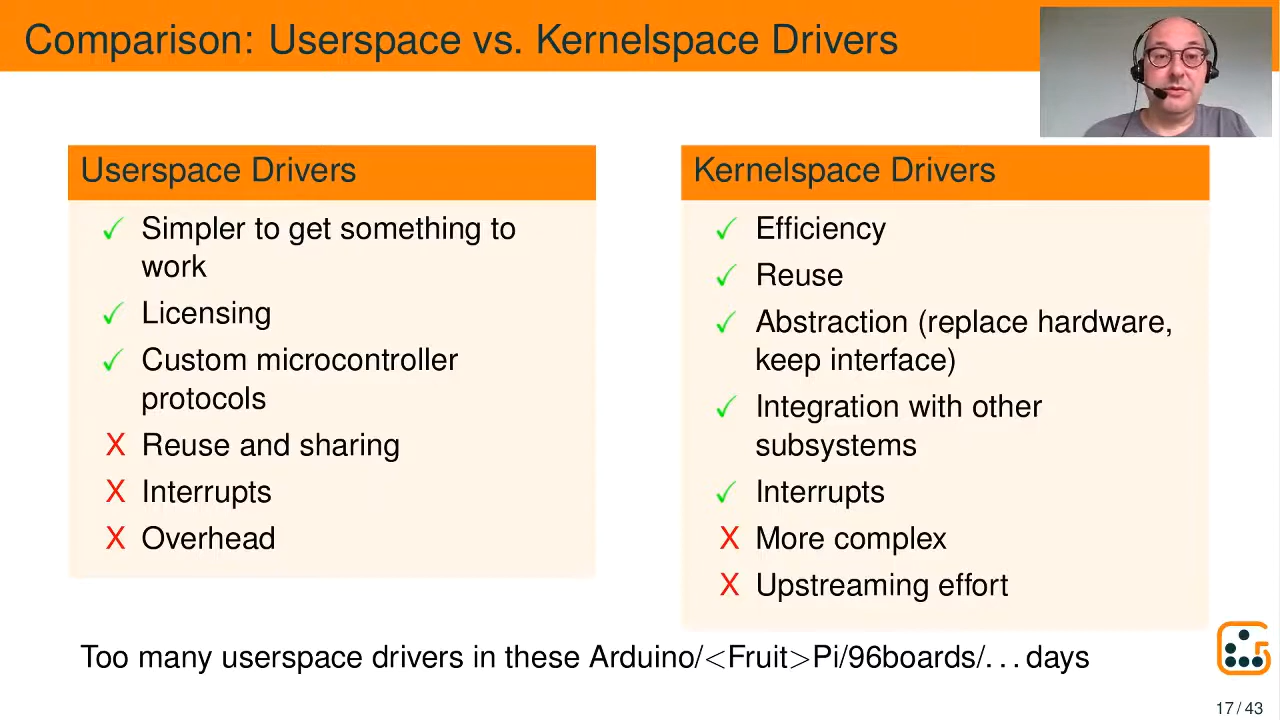 Comparison: Userspace vs. Kernelspace Drivers
Userspace Drivers
✓ Simpler to get something to
work
✓ Licensing
✓ Custom microcontroller
protocols
X Reuse and sharing
X Interrupts
X Overhead
Kernelspace Drivers
✓ Efficiency
✓ Reuse
✓ Abstraction (replace hardware,
keep interface)
✓ Integration with other
subsystems
✓ Interrupts
X More complex
X Upstreaming effort
Too many userspace drivers in these Arduino/<Fruit>Pi/96boards/... days
17 / 43